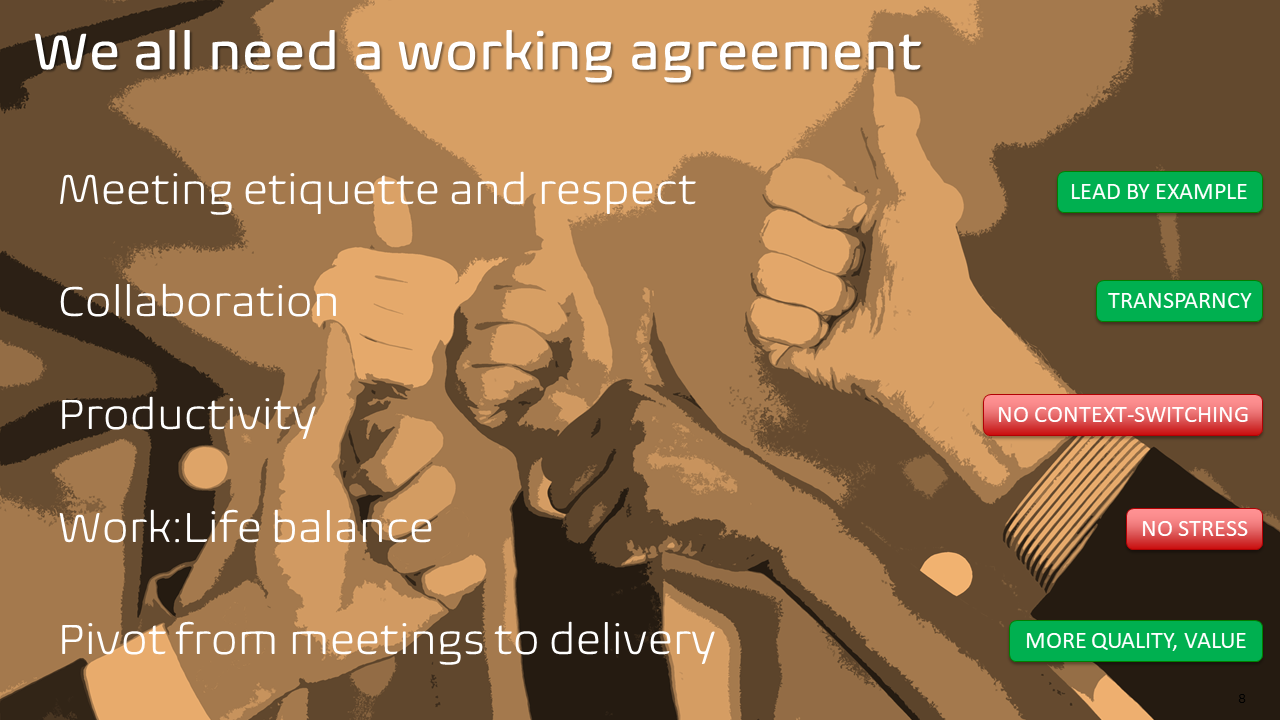 We all need a working agreement
Meeting etiquette and respect
LEAD BY EXAMPLE
Collaboration
TRANSPARNCY
Productivity
NO CONTEXT-SWITCHING
Work:Life balance
NO STRESS
Pivot from meetings to delivery
MORE QUALITY, VALUE
8